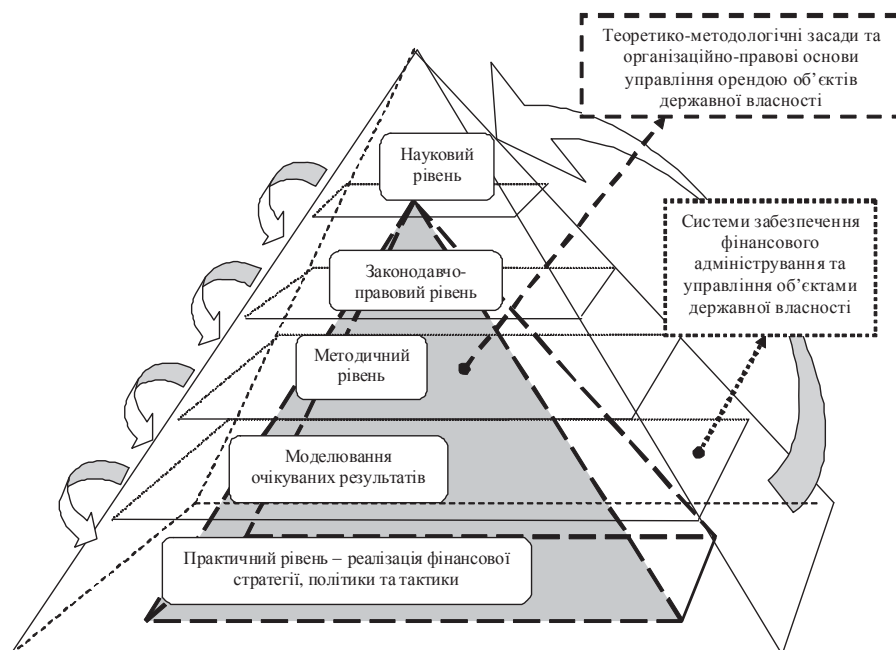 Теоретико-методологічні засади та
організаційно-правові основи
управління орендою об’єктів
державної власності
Науковий
рівень
Системи забезпечення
фінансового
адміністрування та
управління об’єктами
державної власності
Законодавчо-
правовий рівень
Методичний
рівень
Моделювання
очікуваних результатів
Практичний рівень – реалізація фінансової
стратегії, політики та тактики